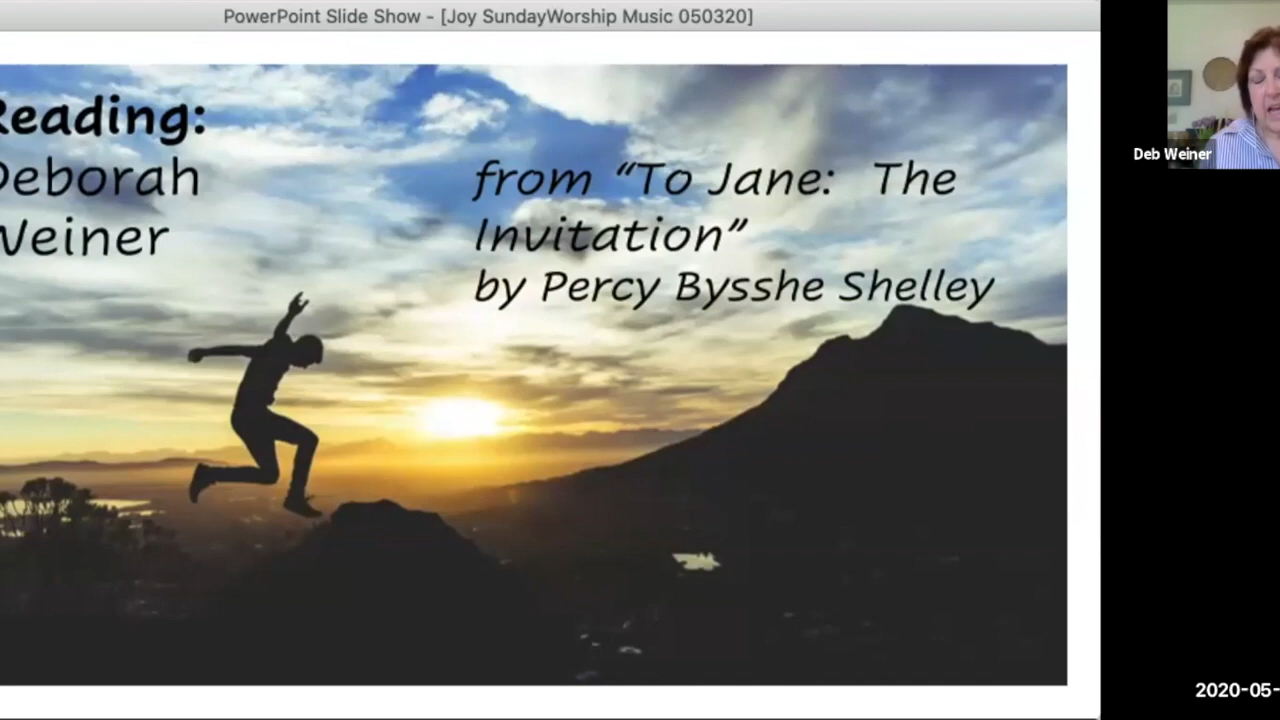 PowerPoint Slide Show - [Joy SundayWorship Music 050320]
Reading:
Deborah
Weiner
from “To Jane: The
Invitation”
by Percy Bysshe Shelley
Deb Weiner
2020-05-